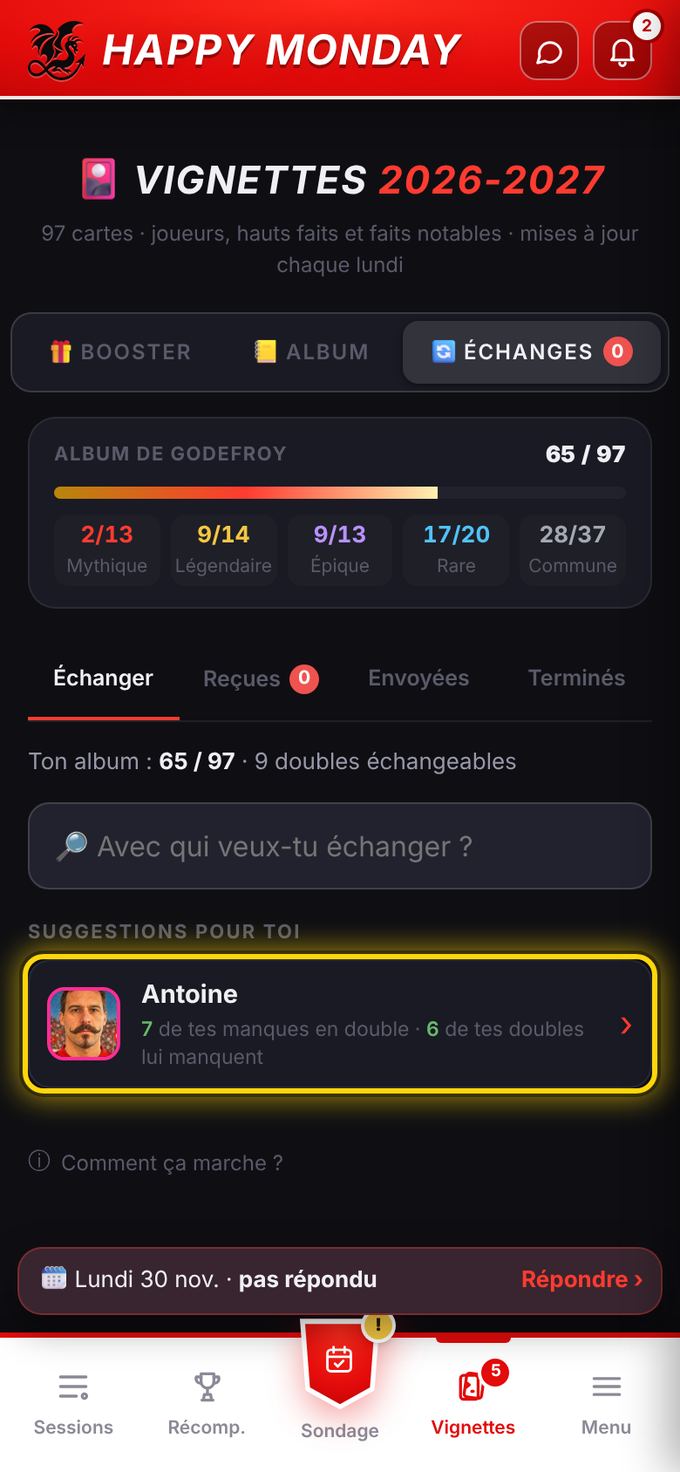 HAPPY MONDAY
2
VIGNETTES 2026-2027
97 cartes · joueurs, hauts faits et faits notables · mises à jour
chaque lundi
BOOSTER ALBUM ÉCHANGES 0
ALBUM DE GODEFROY 65 / 97
2/13 9/14 9/13 17/20 28/37
Mythique Légendaire Épique Rare Commune
Échanger Reçues 0 Envoyées Terminés
Ton album : 65 / 97 · 9 doubles échangeables
Avec qui veux-tu échanger ?
SUGGESTIONS POUR TOI
Antoine
7 de tes manques en double · 6 de tes doubles
lui manquent
Comment ça marche ?
Lundi 30 nov. · pas répondu Répondre ›
!
5
Sessions Récomp. Sondage Vignettes Menu